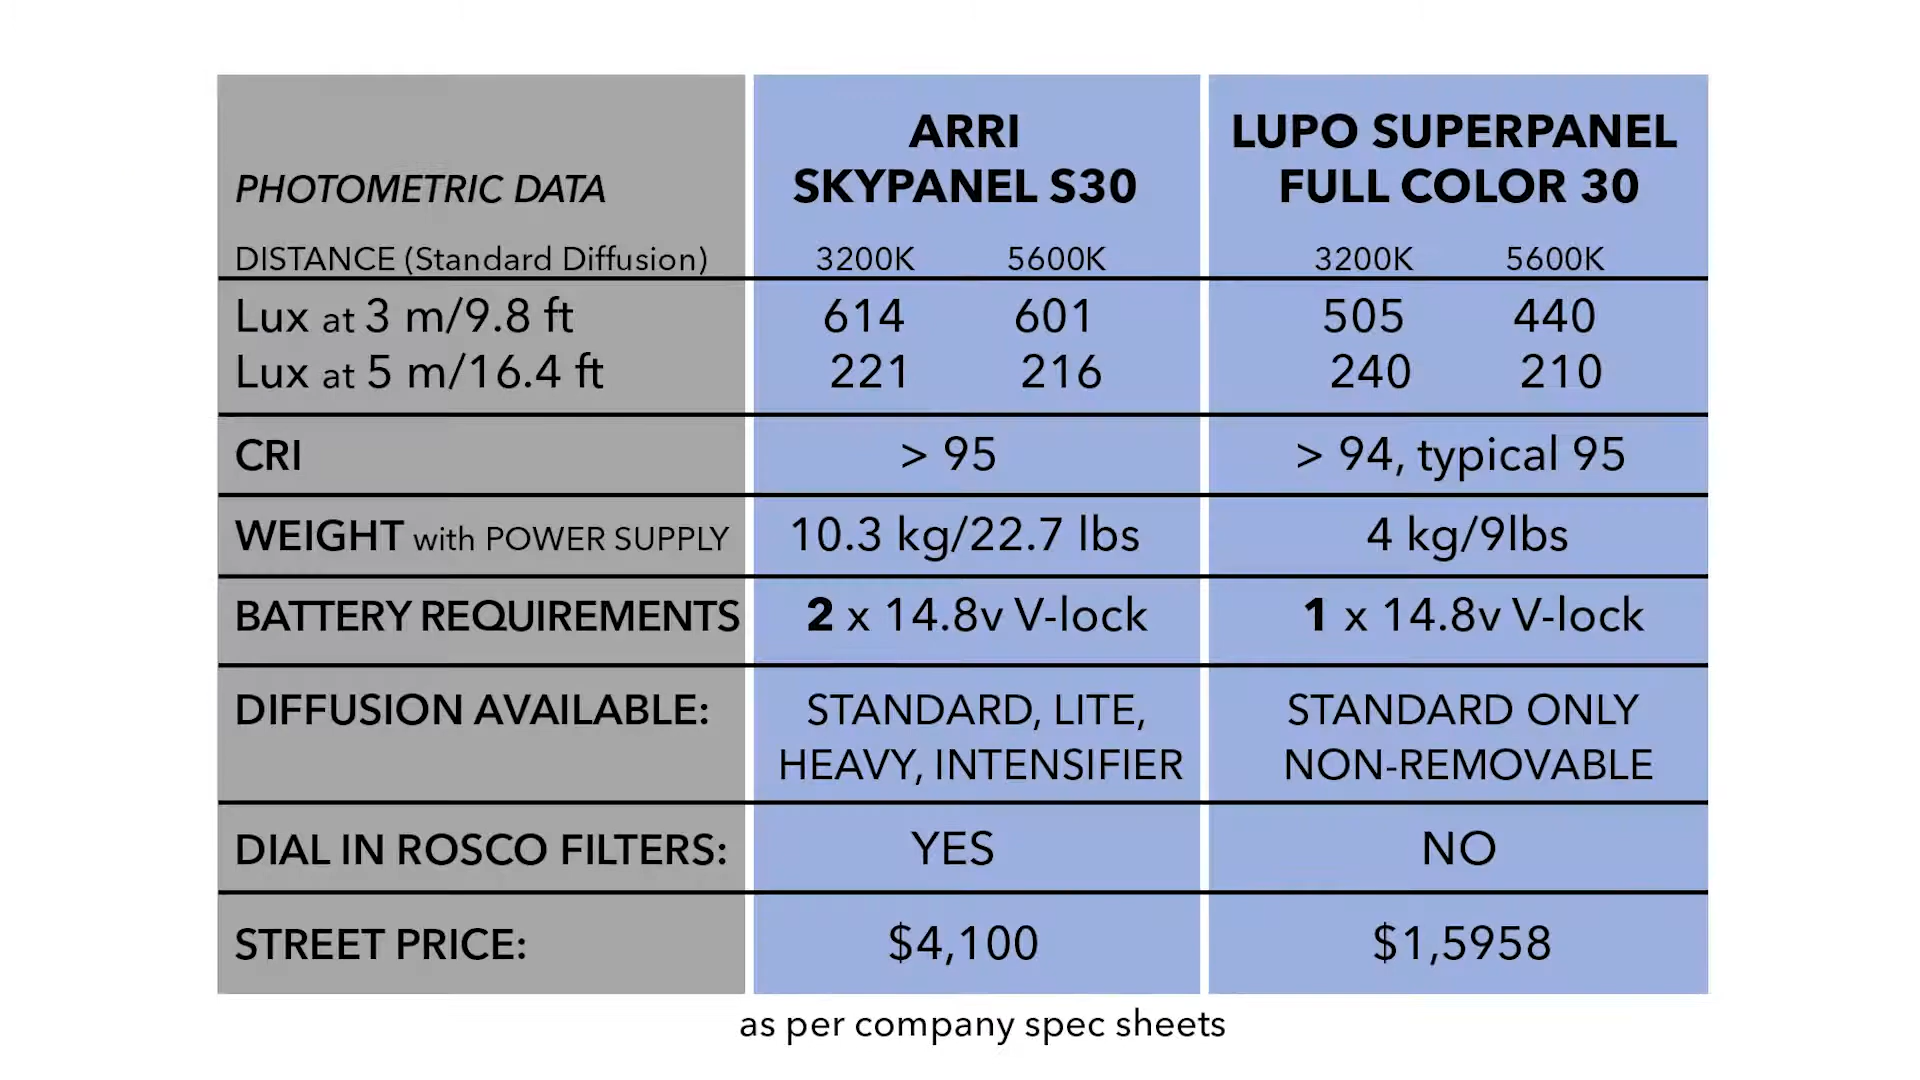 ARRI
SKYPANEL S30
LUPO SUPERPANEL
FULL COLOR 30
PHOTOMETRIC DATA
DISTANCE (Standard Diffusion) 3200K 5600K 3200K 5600K
Lux at 3 m/9.8 ft 614 601 505 440
Lux at 5 m/16.4 ft 221 216 240 210
CRI > 95 > 94, typical 95
WEIGHT with POWER SUPPLY 10.3 kg/22.7 lbs 4 kg/9lbs
BATTERY REQUIREMENTS 2 x 14.8v V-lock 1 x 14.8v V-lock
DIFFUSION AVAILABLE: STANDARD, LITE, STANDARD ONLY
HEAVY, INTENSIFIER NON-REMOVABLE
DIAL IN ROSCO FILTERS: YES NO
STREET PRICE: $4,100 $1,5958
as per company spec sheets